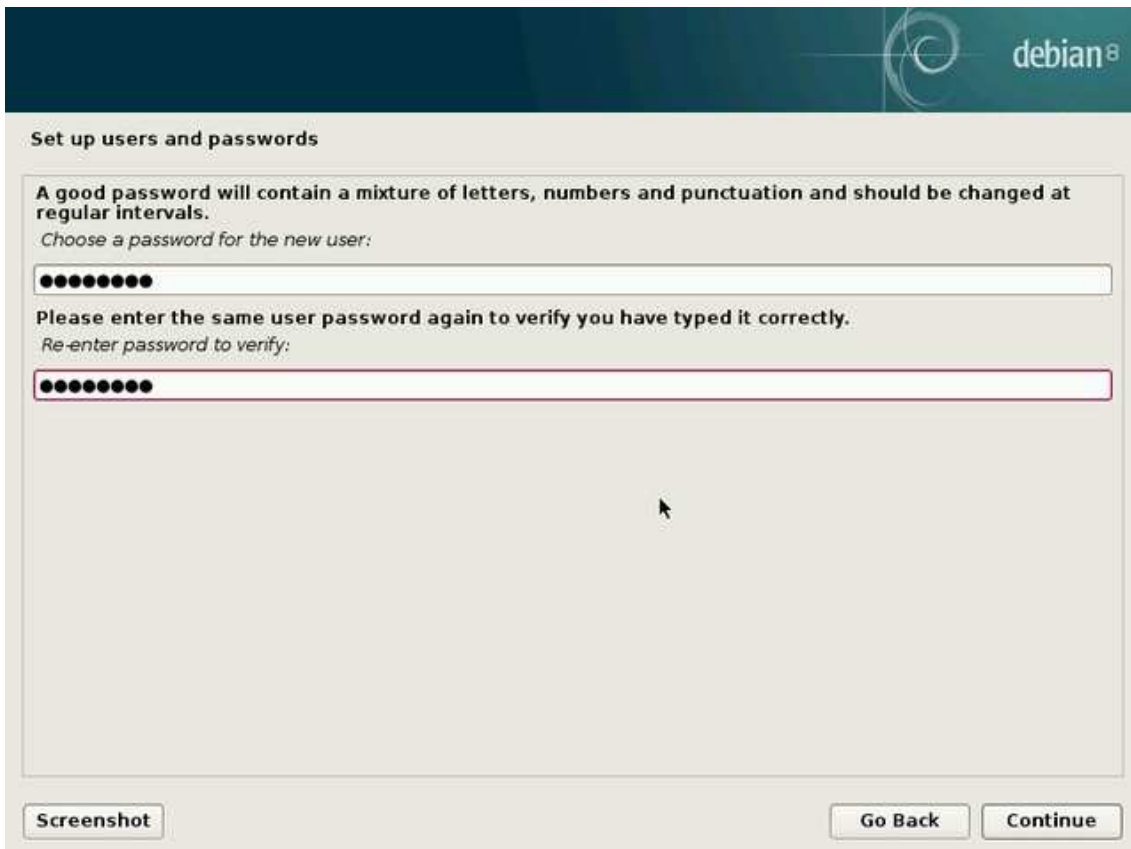 debian 8
Set up users and passwords
A good password will contain a mixture of letters, numbers and punctuation and should be changed at
regular intervals.
Choose a password for the new user:
●●●●●●●●
Please enter the same user password again to verify you have typed it correctly.
Re-enter password to verify:
●●●●●●●●
Screenshot
Go Back
Continue